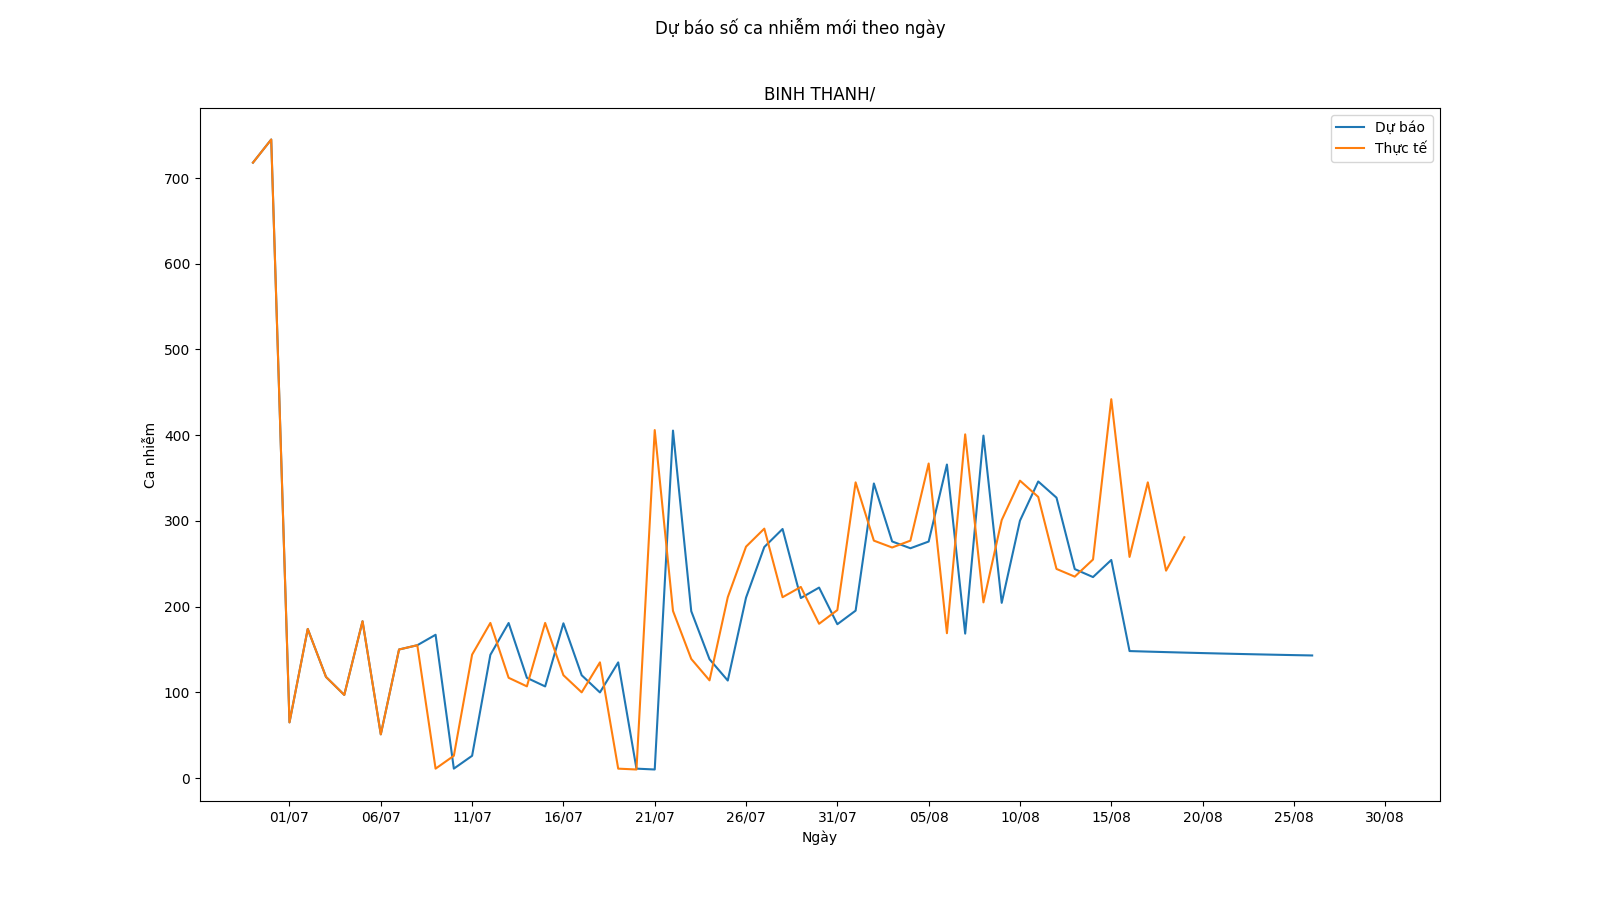 Dự báo số ca nhiễm mới theo ngày
BINH THANH/
Dự báo
Thực tế
700
600
500
400
300
200
100
0
Ca nhiễm
01/07 06/07 11/07 16/07 21/07 26/07 31/07 05/08 10/08 15/08 20/08 25/08 30/08
Ngày